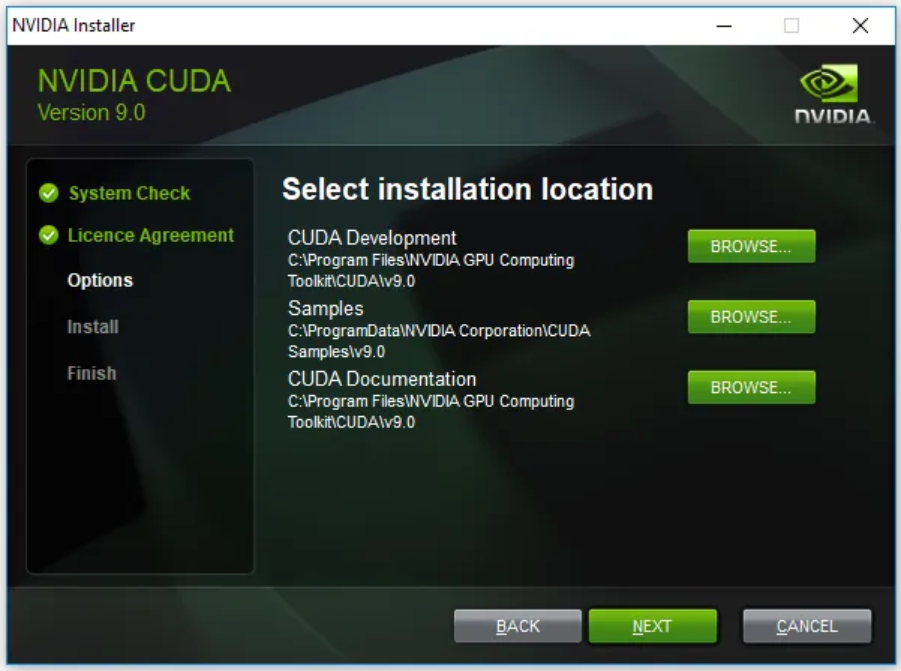 NVIDIA Installer
NVIDIA CUDA
Version 9.0
NVIDIA.
System Check
Licence Agreement
Options
Install
Finish
Select installation location
CUDA Development
C:\Program Files\NVIDIA GPU Computing
Toolkit\CUDA\v9.0
BROWSE...
Samples
C:\ProgramData\NVIDIA Corporation\CUDA
Samples\v9.0
BROWSE...
CUDA Documentation
C:\Program Files\NVIDIA GPU Computing
Toolkit\CUDA\v9.0
BROWSE...
BACK
NEXT
CANCEL